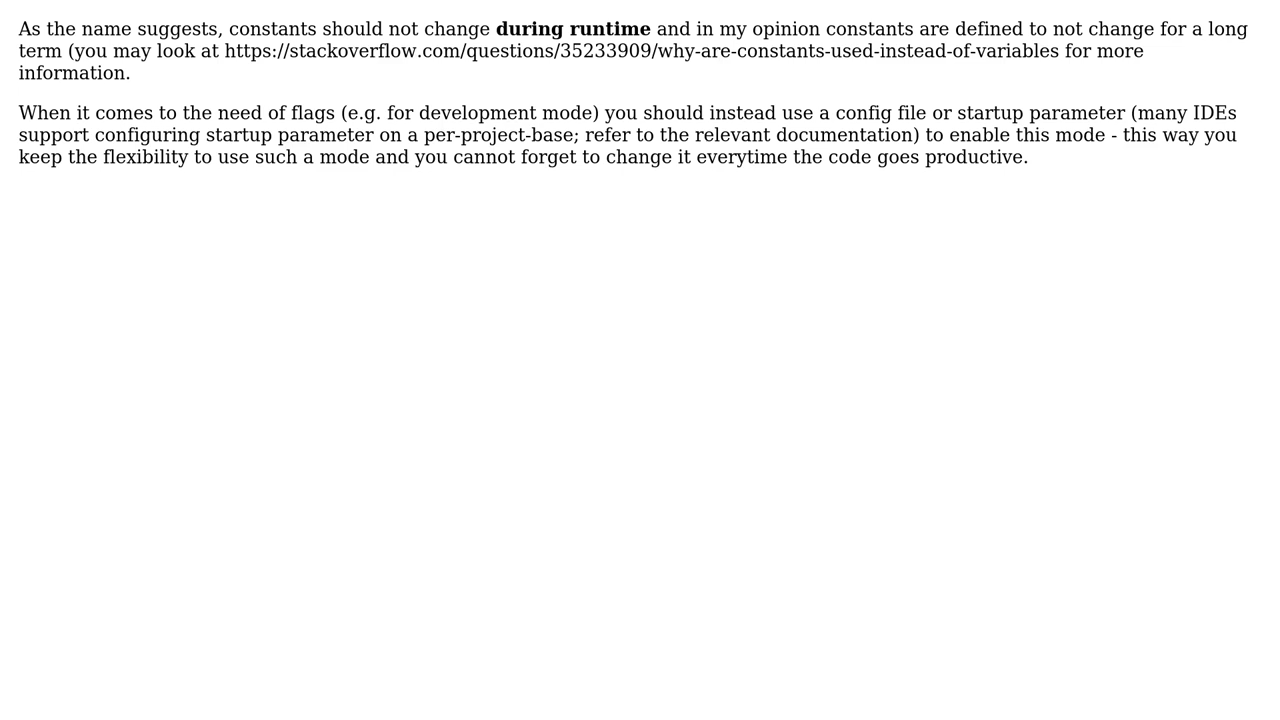 As the name suggests, constants should not change during runtime and in my opinion constants are defined to not change for a long
term (you may look at https://stackoverflow.com/questions/35233909/why-are-constants-used-instead-of-variables for more
information.
When it comes to the need of flags (e.g. for development mode) you should instead use a config file or startup parameter (many IDEs
support configuring startup parameter on a per-project-base; refer to the relevant documentation) to enable this mode - this way you
keep the flexibility to use such a mode and you cannot forget to change it everytime the code goes productive.